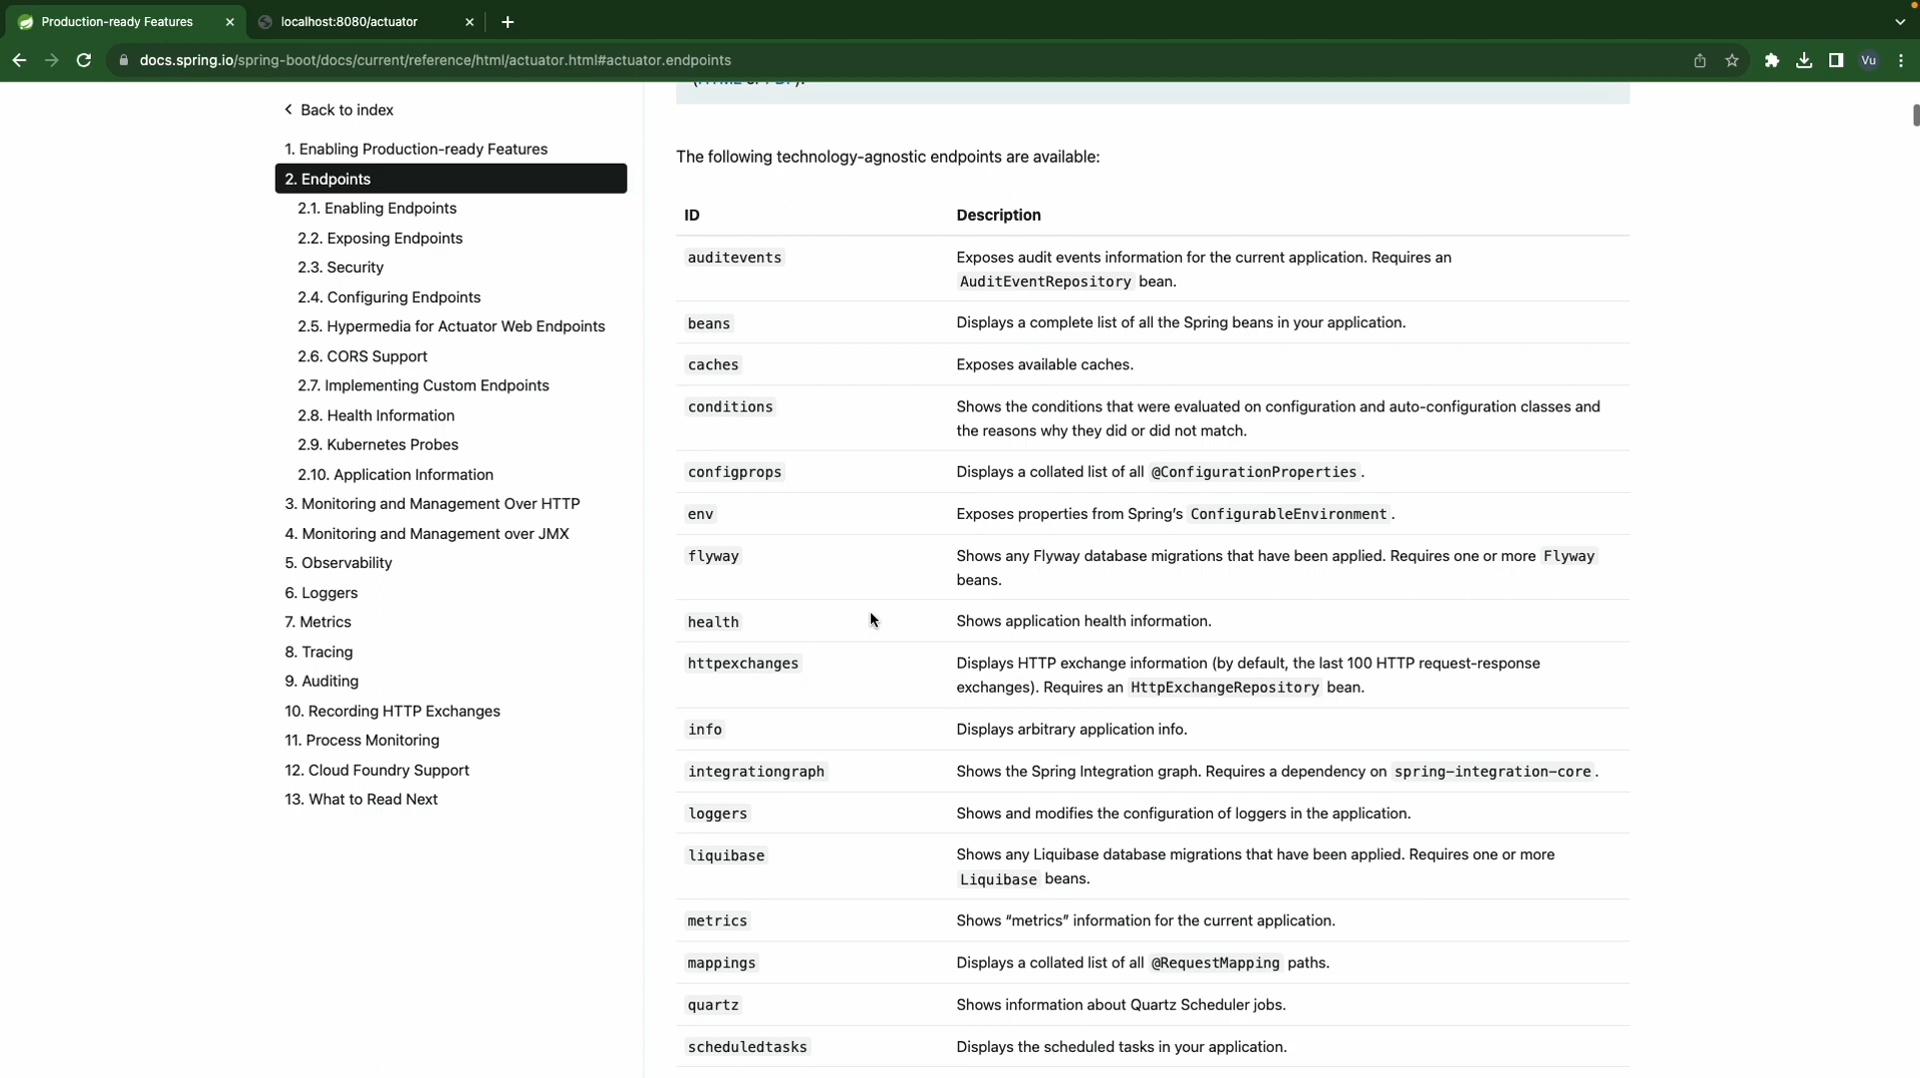 Production-ready Features
localhost:8080/actuator
docs.spring.io/spring-boot/docs/current/reference/html/actuator.html#actuator.endpoints
Vu
Back to index
1. Enabling Production-ready Features
2. Endpoints
2.1. Enabling Endpoints
2.2. Exposing Endpoints
2.3. Security
2.4. Configuring Endpoints
2.5. Hypermedia for Actuator Web Endpoints
2.6. CORS Support
2.7. Implementing Custom Endpoints
2.8. Health Information
2.9. Kubernetes Probes
2.10. Application Information
3. Monitoring and Management Over HTTP
4. Monitoring and Management over JMX
5. Observability
6. Loggers
7. Metrics
8. Tracing
9. Auditing
10. Recording HTTP Exchanges
11. Process Monitoring
12. Cloud Foundry Support
13. What to Read Next
(HTML or PDF).
The following technology-agnostic endpoints are available:
ID Description
auditevents Exposes audit events information for the current application. Requires an
AuditEventRepository bean.
beans Displays a complete list of all the Spring beans in your application.
caches Exposes available caches.
conditions Shows the conditions that were evaluated on configuration and auto-configuration classes and
the reasons why they did or did not match.
configprops Displays a collated list of all @ConfigurationProperties.
env Exposes properties from Spring’s ConfigurableEnvironment.
flyway Shows any Flyway database migrations that have been applied. Requires one or more Flyway
beans.
health Shows application health information.
httpexchanges Displays HTTP exchange information (by default, the last 100 HTTP request-response
exchanges). Requires an HttpExchangeRepository bean.
info Displays arbitrary application info.
integrationgraph Shows the Spring Integration graph. Requires a dependency on spring-integration-core.
loggers Shows and modifies the configuration of loggers in the application.
liquibase Shows any Liquibase database migrations that have been applied. Requires one or more
Liquibase beans.
metrics Shows “metrics” information for the current application.
mappings Displays a collated list of all @RequestMapping paths.
quartz Shows information about Quartz Scheduler jobs.
scheduledtasks Displays the scheduled tasks in your application.